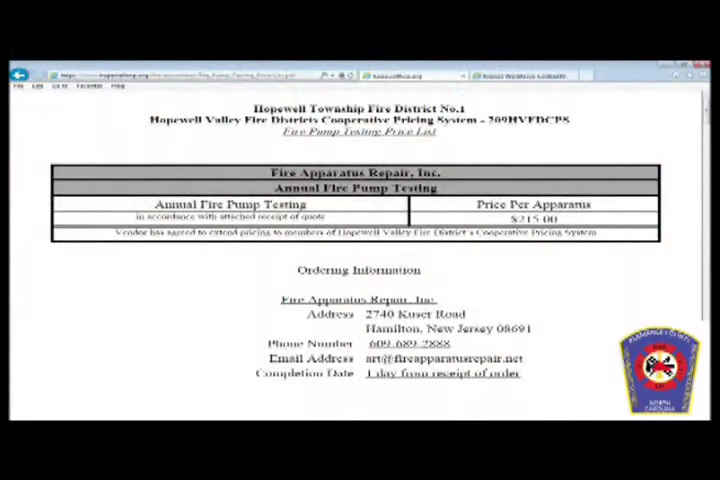 Hopewell Township Fire District No.1
Hopewell Valley Fire Districts Cooperative Pricing System - 209HVFDCPS
Fire Pump Testing Price List
Fire Apparatus Repair, Inc.
Annual Fire Pump Testing
Annual Fire Pump Testing Price Per Apparatus
in accordance with attached receipt of quote $215.00
Vendor has agreed to extend pricing to members of Hopewell Valley Fire District's Cooperative Pricing System
Ordering Information
Fire Apparatus Repair, Inc.
Address 2740 Kuser Road
Hamilton, New Jersey 08691
Phone Number 609-689-2888
Email Address art@fireapparatusrepair.net
Completion Date 1 day from receipt of order
ALAMANCE COUNTY
NORTH
CAROLINA